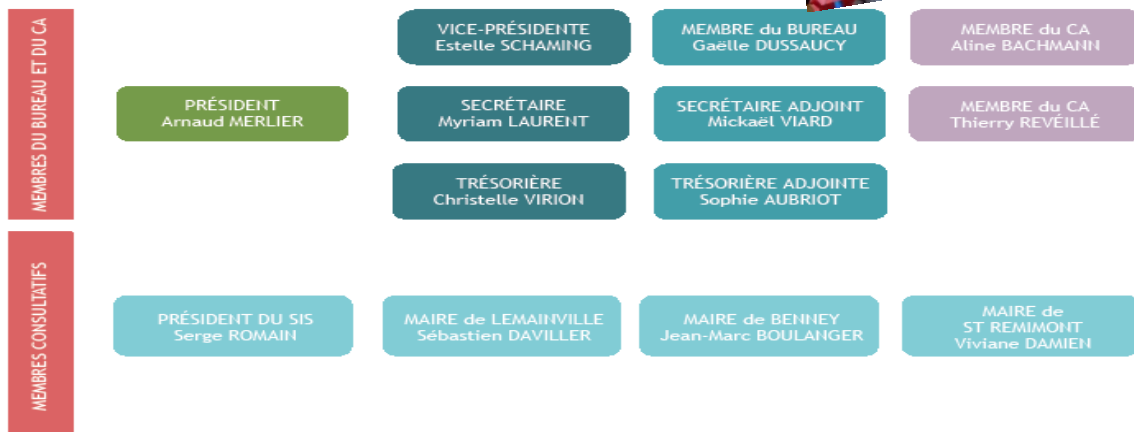 MEMBRES DU BUREAU ET DU CA
VICE-PRÉSIDENTE
Estelle SCHAMING
MEMBRE du BUREAU
Gaëlle DUSSAUCY
MEMBRE du CA
Aline BACHMANN
PRÉSIDENT
Arnaud MERLIER
SECRÉTAIRE
Myriam LAURENT
SECRÉTAIRE ADJOINT
Mickaël VIARD
MEMBRE du CA
Thierry REVÉILLÉ
TRÉSORIÈRE
Christelle VIRION
TRÉSORIÈRE ADJOINTE
Sophie AUBRIOT
MEMBRES CONSULTATIFS
PRÉSIDENT DU SIS
Serge ROMAIN
MAIRE de LEMAINVILLE
Sébastien DAVILLER
MAIRE de BENNEY
Jean-Marc BOULANGER
MAIRE de
ST REMIMONT
Viviane DAMIEN